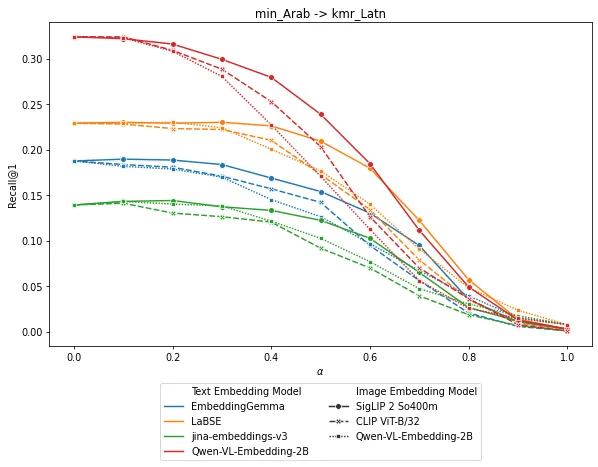 min_Arab -> kmr_Latn
Recall@1
0.30
0.25
0.20
0.15
0.10
0.05
0.00
0.0 0.2 0.4 0.6 0.8 1.0
α
Text Embedding Model Image Embedding Model
EmbeddingGemma SigLIP 2 So400m
LaBSE CLIP ViT-B/32
jina-embeddings-v3 Qwen-VL-Embedding-2B
Qwen-VL-Embedding-2B